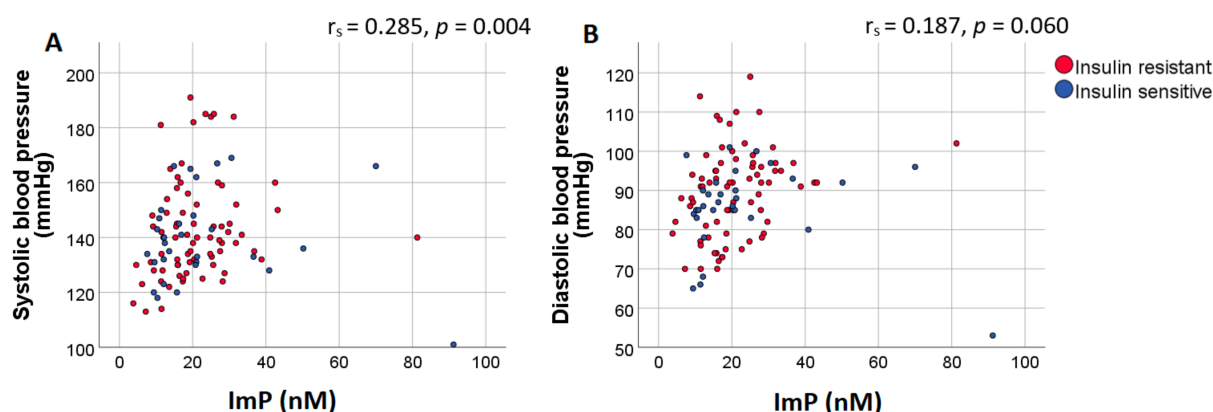 A
rs = 0.285, p = 0.004
Systolic blood pressure
(mmHg)
200
180
160
140
120
100
0 20 40 60 80 100
ImP (nM)
B
rs = 0.187, p = 0.060
Diastolic blood pressure
(mmHg)
120
110
100
90
80
70
60
50
0 20 40 60 80 100
ImP (nM)
Insulin resistant
Insulin sensitive